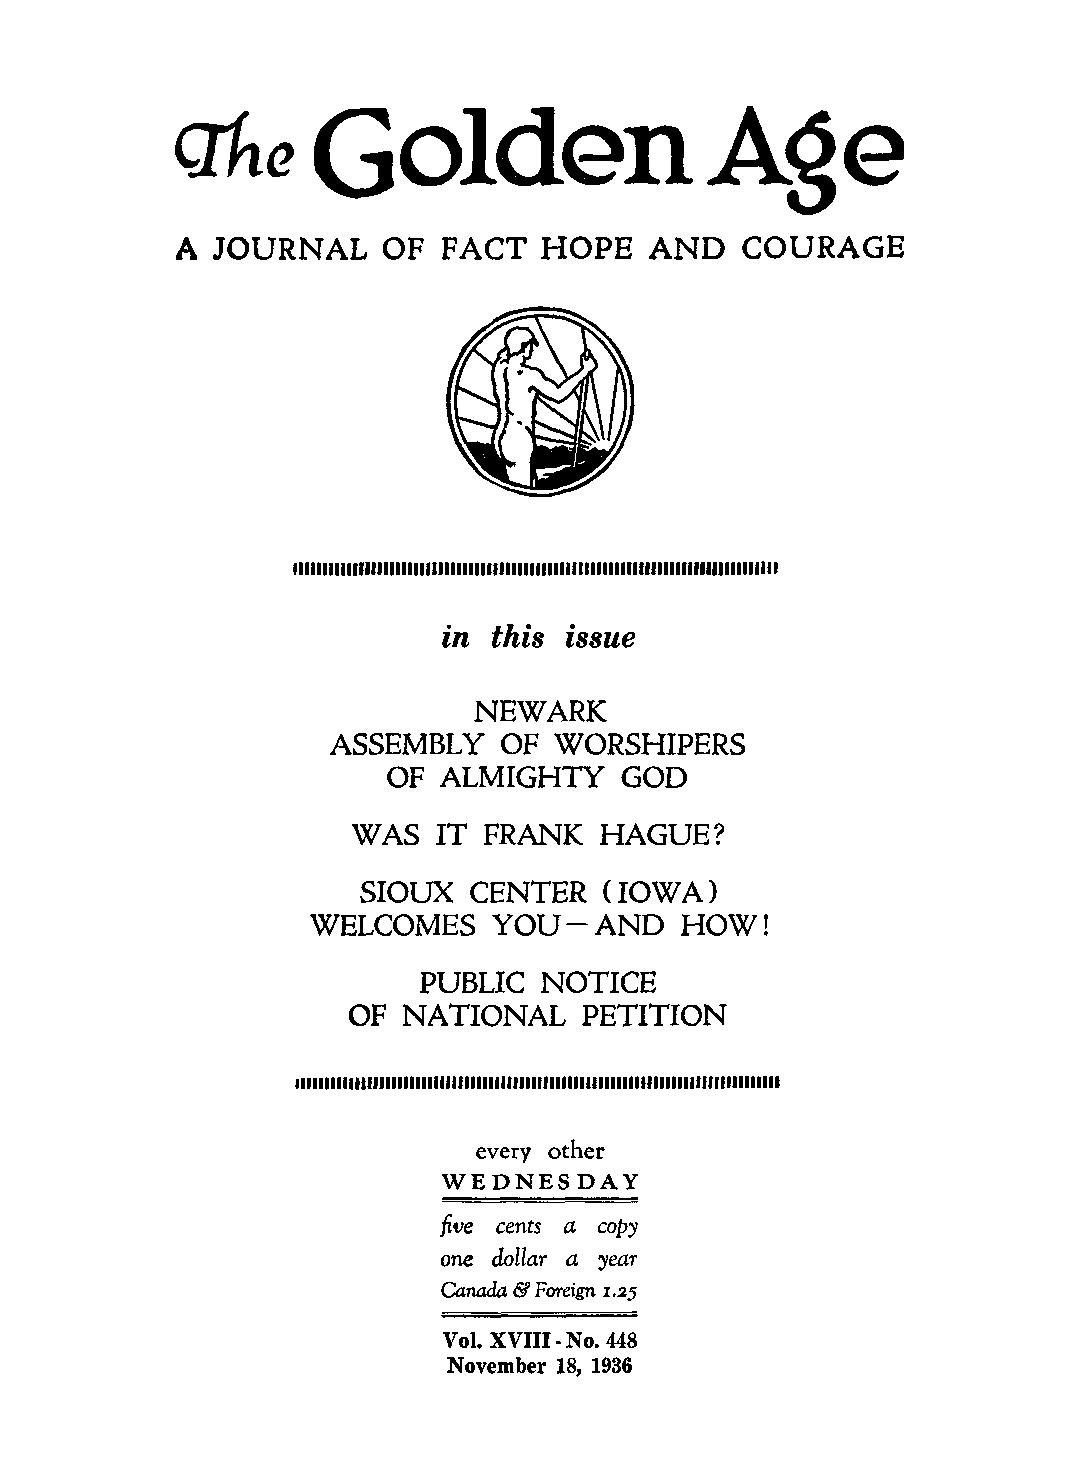 The Golden Age
A JOURNAL OF FACT HOPE AND COURAGE
in this issue
NEWARK
ASSEMBLY OF WORSHIPERS
OF ALMIGHTY GOD
WAS IT FRANK HAGUE?
SIOUX CENTER (IOWA)
WELCOMES YOU—AND HOW!
PUBLIC NOTICE
OF NATIONAL PETITION
every other
WEDNESDAY
five cents a copy
one dollar a year
Canada & Foreign 1.25
Vol. XVIII - No. 448
November 18, 1936